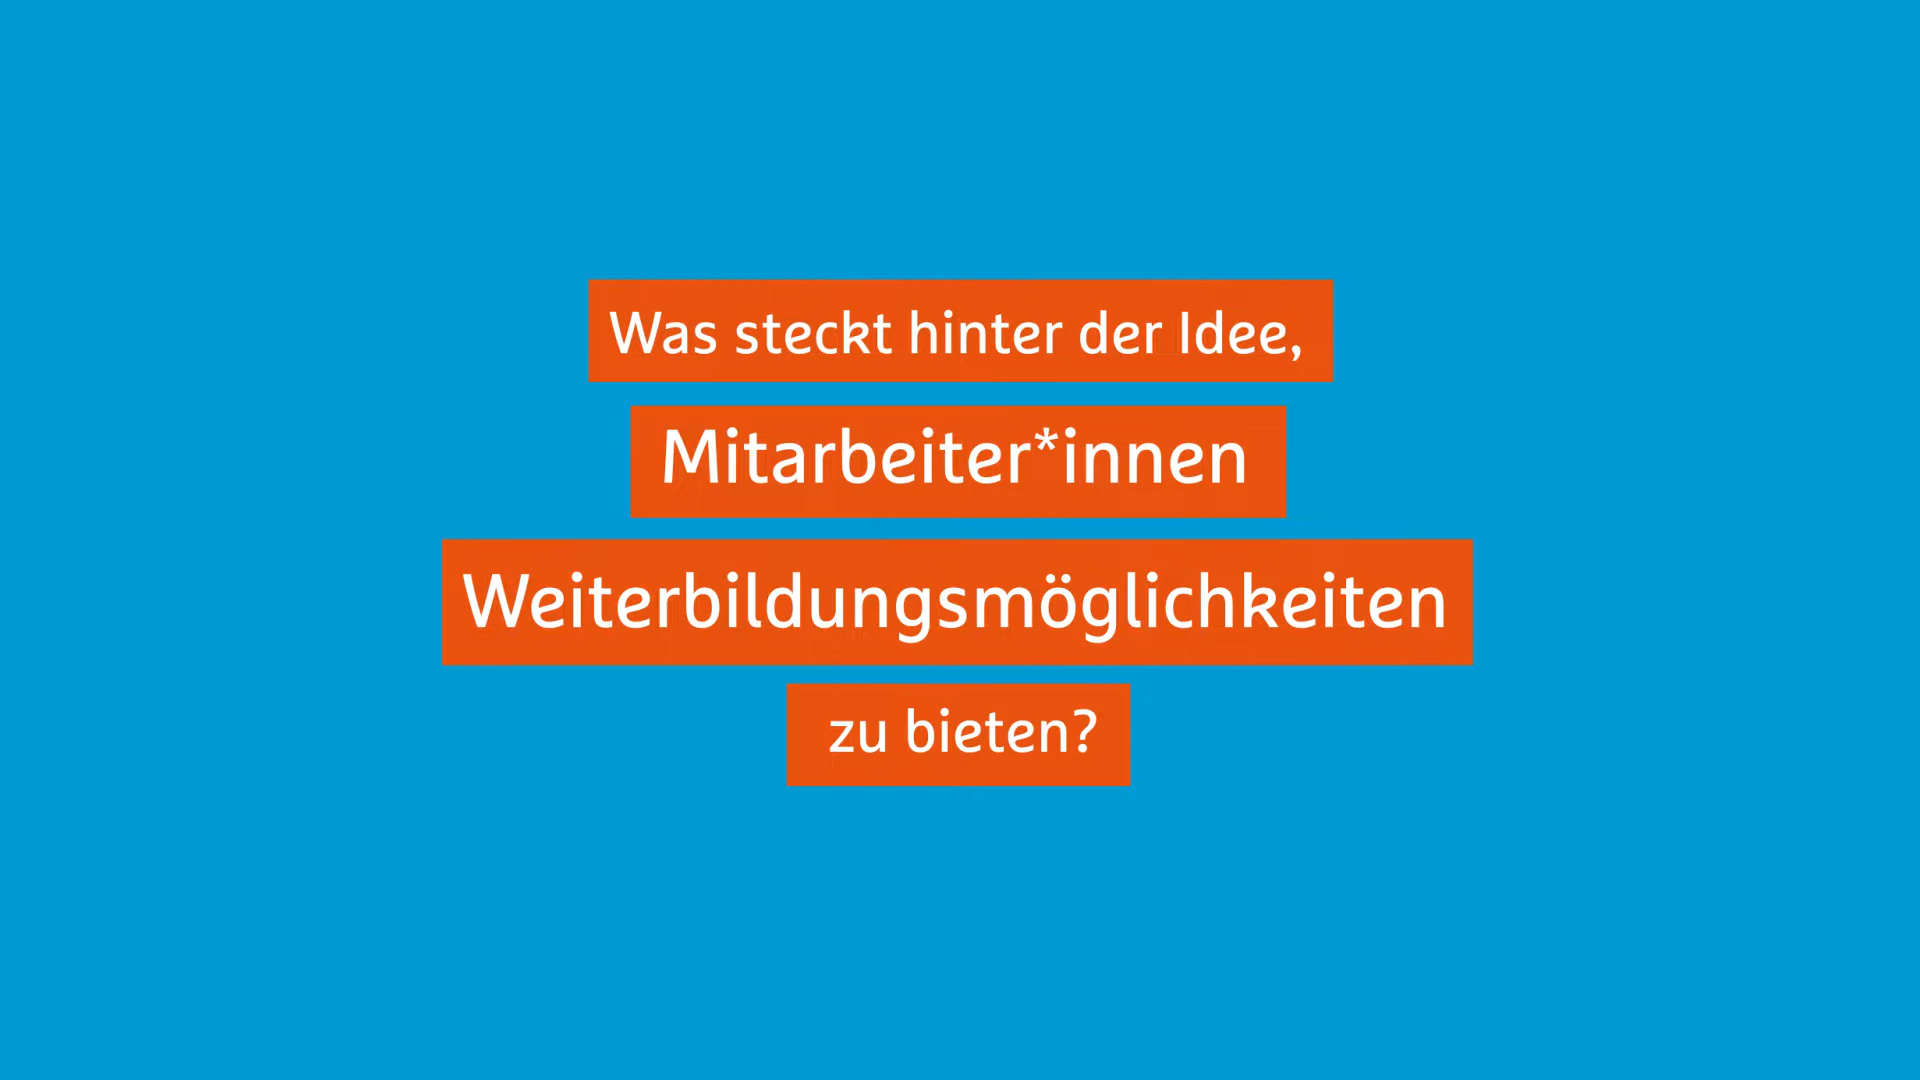 Was steckt hinter der Idee,
Mitarbeiter*innen
Weiterbildungsmöglichkeiten
zu bieten?